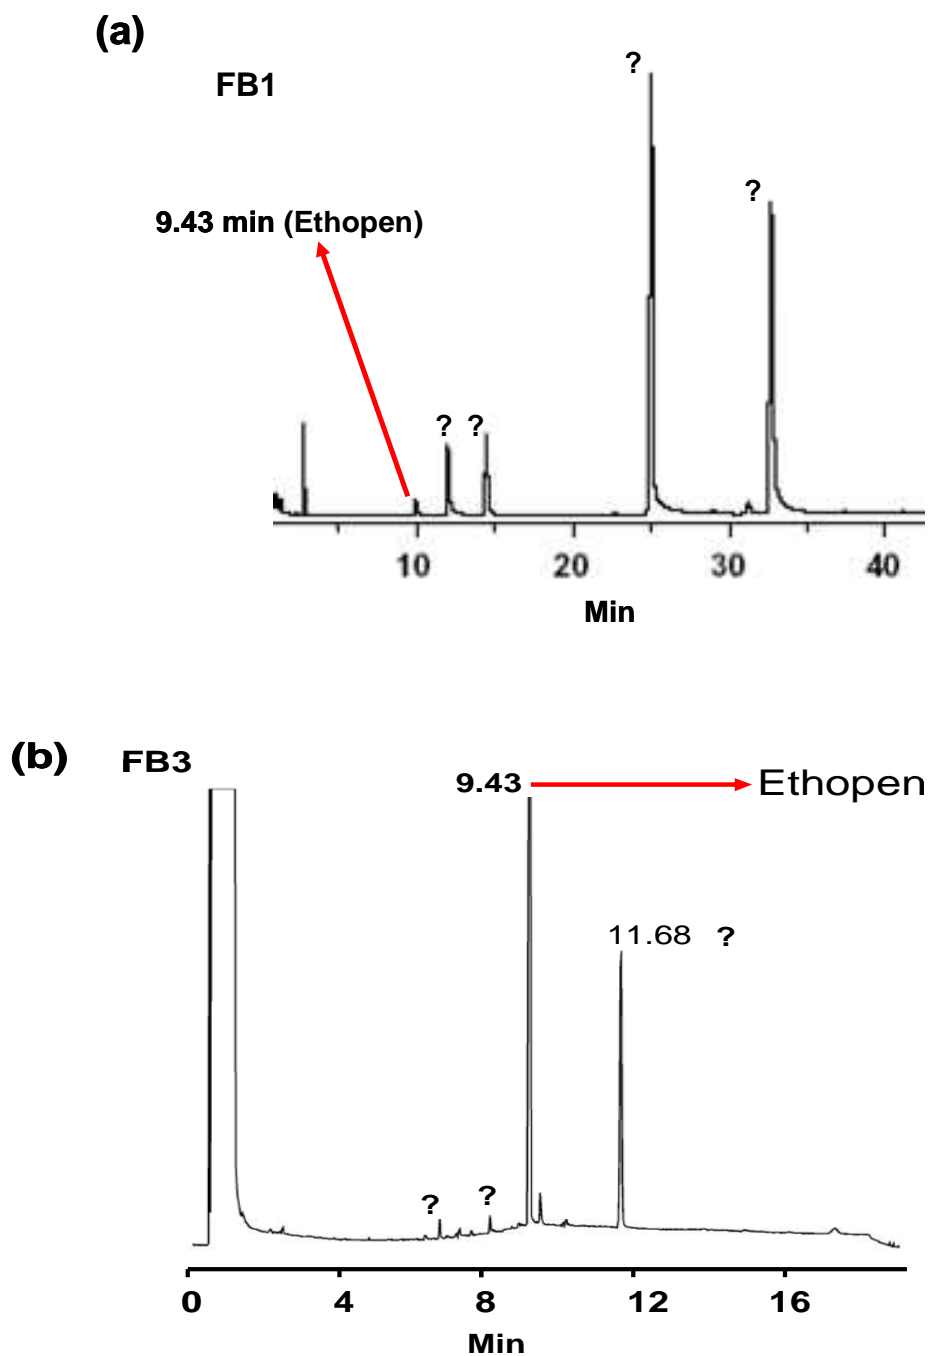 (a)
FB1
?
?
9.43 min (Ethopen)
? ?
10 20 30 40
Min
(b) FB3
9.43 Ethopen
11.68 ?
? ?
0 4 8 12 16
Min